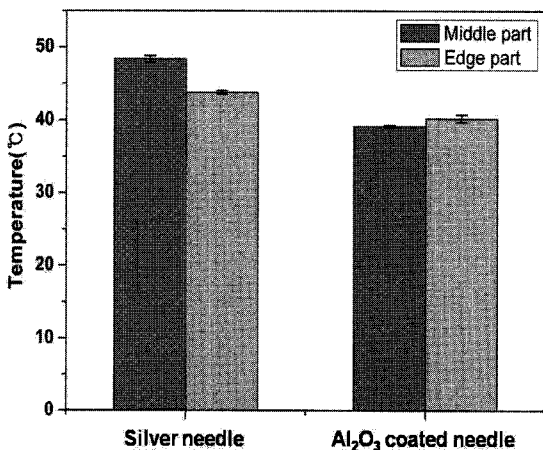 Middle part
Edge part
Temperature(℃)
50
40
30
20
10
0
Silver needle
Al₂O₃ coated needle